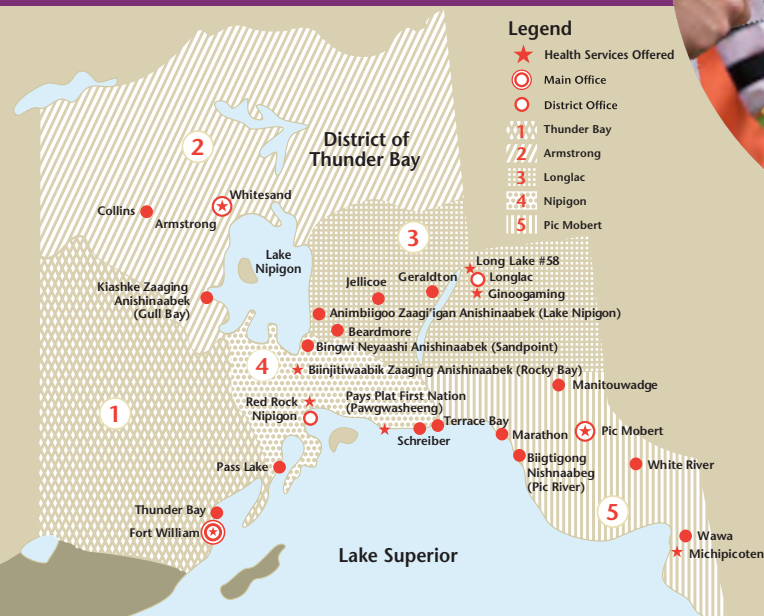 Legend
Health Services Offered
Main Office
District Office
1 Thunder Bay
2 Armstrong
3 Longlac
4 Nipigon
5 Pic Mobert
District of
Thunder Bay
2
Whitesand
Collins
Armstrong
3
Lake
Nipigon
Long Lake #58
Geraldton
Longlac
Jellicoe
Ginoogaming
Kiashke Zaaging
Anishinaabek
(Gull Bay)
Animbiigoo Zaagi'igan Anishinaabek (Lake Nipigon)
Beardmore
Bingwi Neyaashi Anishinaabek (Sandpoint)
4
Biinjitiwaabik Zaaging Anishinaabek (Rocky Bay)
Manitouwadge
1
Red Rock
Nipigon
Pays Plat First Nation
(Pawgwasheeng)
Terrace Bay
Schreiber
Marathon
Pic Mobert
Biigtigong
Nishnaabeg
(Pic River)
White River
Pass Lake
5
Thunder Bay
Fort William
Wawa
Michipicoten
Lake Superior